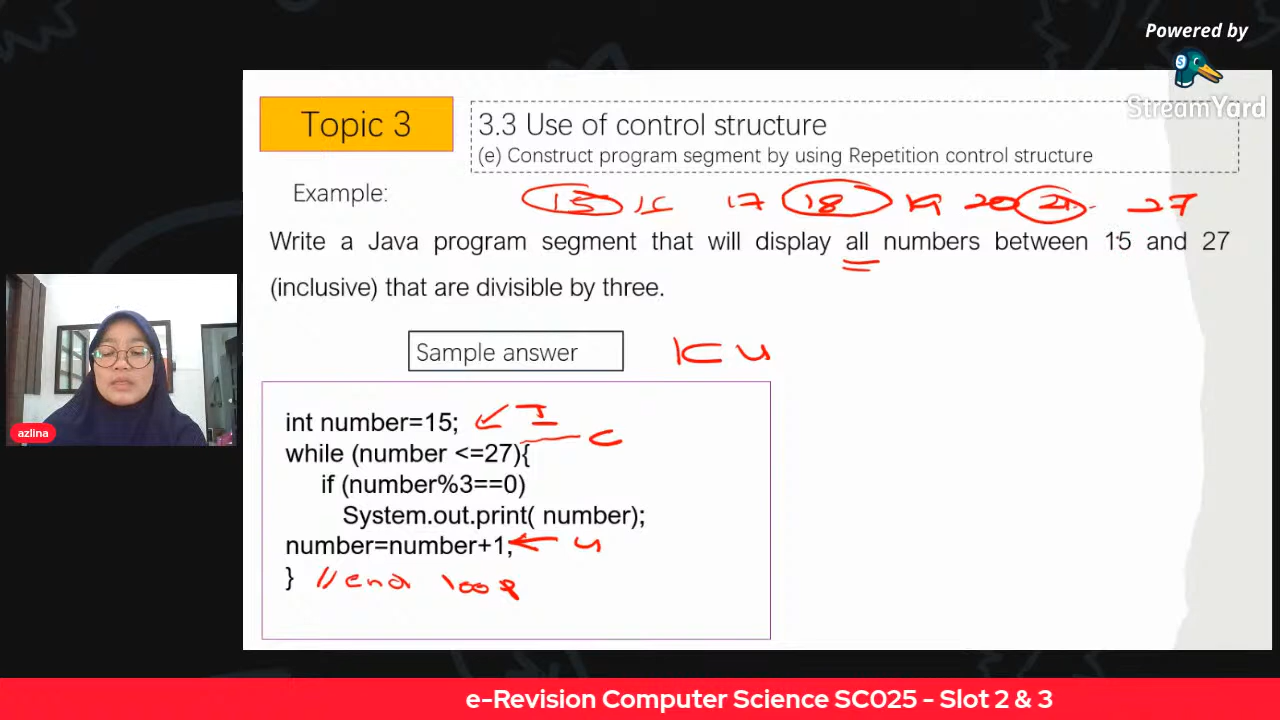 Powered by
StreamYard
Topic 3
3.3 Use of control structure
(e) Construct program segment by using Repetition control structure
Example:
15 16 17 18 19 20 21 27
Write a Java program segment that will display all numbers between 15 and 27
(inclusive) that are divisible by three.
Sample answer
ICU
int number=15;
I
while (number <=27){
C
if (number%3==0)
System.out.print( number);
number=number+1;
U
} //end loop
azlina
e-Revision Computer Science SC025 - Slot 2 & 3